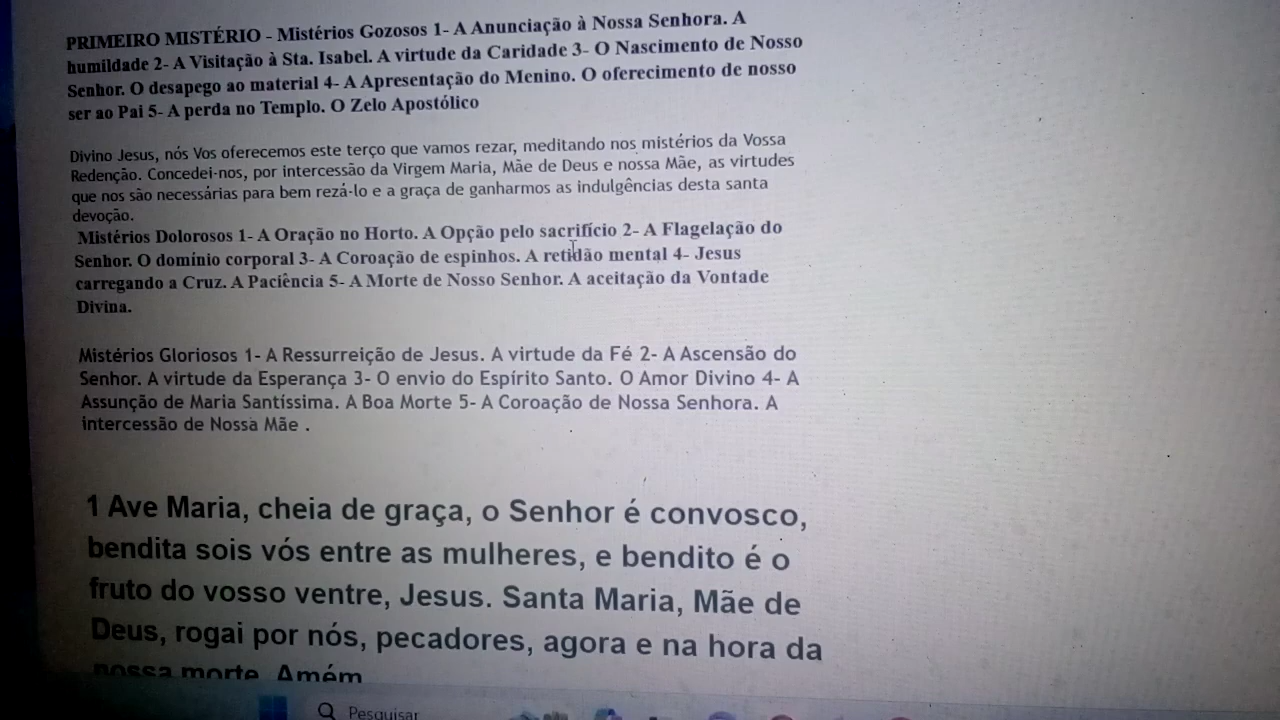 PRIMEIRO MISTÉRIO - Mistérios Gozosos 1- A Anunciação à Nossa Senhora. A
humildade 2- A Visitação à Sta. Isabel. A virtude da Caridade 3- O Nascimento de Nosso
Senhor. O desapego ao material 4- A Apresentação do Menino. O oferecimento de nosso
ser ao Pai 5- A perda no Templo. O Zelo Apostólico
Divino Jesus, nós Vos oferecemos este terço que vamos rezar, meditando nos mistérios da Vossa
Redenção. Concedei-nos, por intercessão da Virgem Maria, Mãe de Deus e nossa Mãe, as virtudes
que nos são necessárias para bem rezá-lo e a graça de ganharmos as indulgências desta santa
devoção.
Mistérios Dolorosos 1- A Oração no Horto. A Opção pelo sacrifício 2- A Flagelação do
Senhor. O domínio corporal 3- A Coroação de espinhos. A retidão mental 4- Jesus
carregando a Cruz. A Paciência 5- A Morte de Nosso Senhor. A aceitação da Vontade
Divina.
Mistérios Gloriosos 1- A Ressurreição de Jesus. A virtude da Fé 2- A Ascensão do
Senhor. A virtude da Esperança 3- O envio do Espírito Santo. O Amor Divino 4- A
Assunção de Maria Santíssima. A Boa Morte 5- A Coroação de Nossa Senhora. A
intercessão de Nossa Mãe .
1 Ave Maria, cheia de graça, o Senhor é convosco,
bendita sois vós entre as mulheres, e bendito é o
fruto do vosso ventre, Jesus. Santa Maria, Mãe de
Deus, rogai por nós, pecadores, agora e na hora da
nossa morte. Amém
Pesquisar